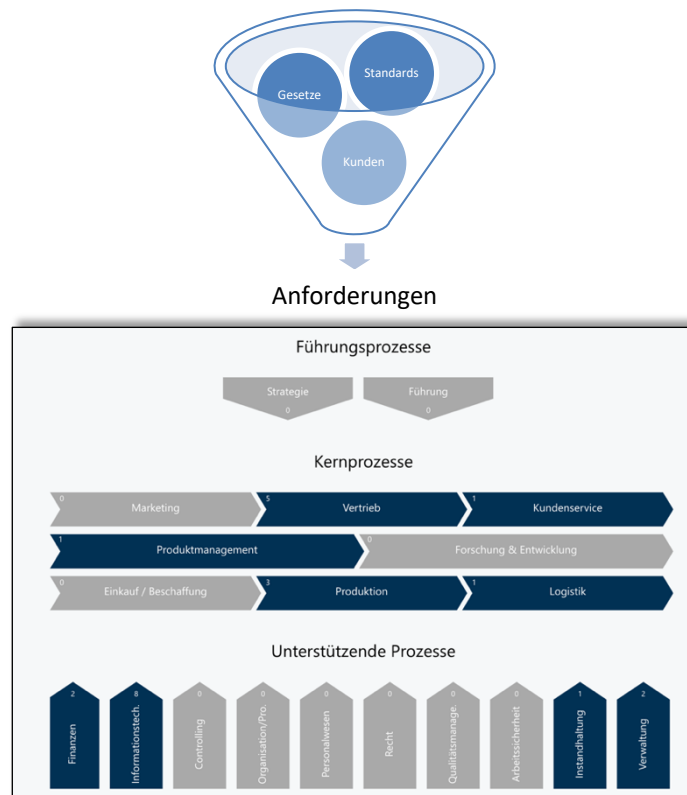 Standards
Gesetze
Kunden
Anforderungen
Führungsprozesse
Strategie
0
Führung
0
Kernprozesse
0
Marketing
5
Vertrieb
1
Kundenservice
1
Produktmanagement
0
Forschung & Entwicklung
0
Einkauf / Beschaffung
3
Produktion
1
Logistik
Unterstützende Prozesse
2
Finanzen
8
Informationstech.
0
Controlling
0
Organisation/Pro.
0
Personalwesen
0
Recht
0
Qualitätsmanage.
0
Arbeitssicherheit
1
Instandhaltung
2
Verwaltung